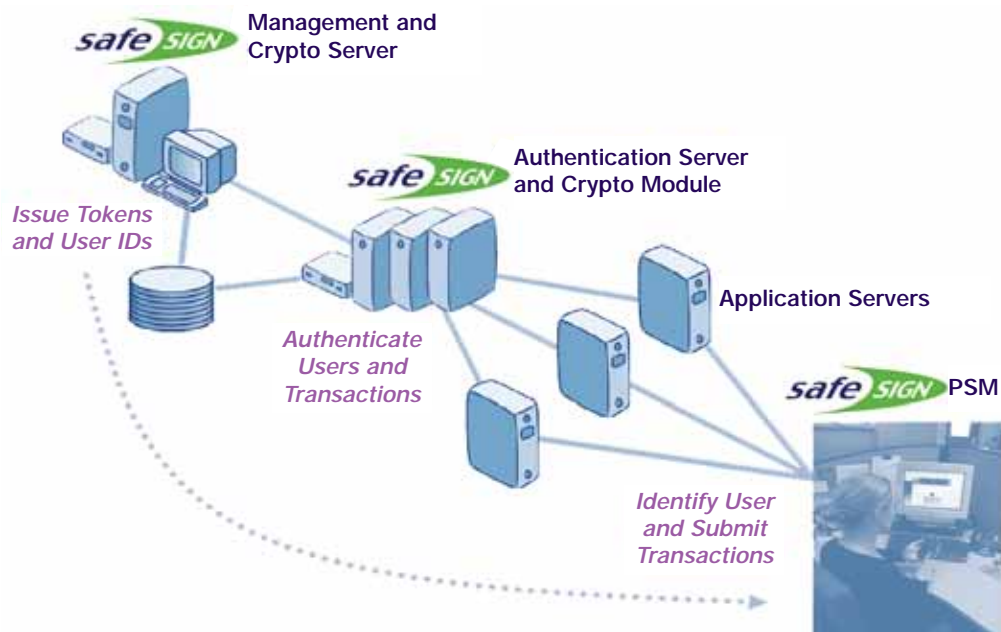 safe SIGN
Management and
Crypto Server
safe SIGN
Authentication Server
and Crypto Module
Issue Tokens
and User IDs
Application Servers
Authenticate
Users and
Transactions
safe SIGN PSM
Identify User
and Submit
Transactions